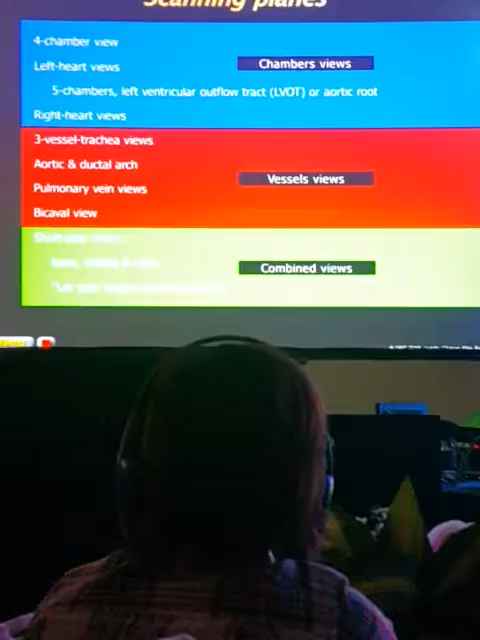 Scanning planes
4-chamber view
Left-heart views
Chambers views
5-chambers, left ventricular outflow tract (LVOT) or aortic root
Right-heart views
3-vessel-trachea views
Aortic & ductal arch
Vessels views
Pulmonary vein views
Bicaval view
Combined views